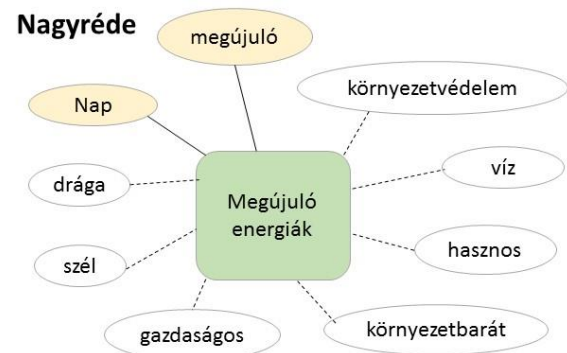 Nagyréde
megújuló
környezetvédelem
Nap
víz
drága
Megújuló
energiák
hasznos
szél
gazdaságos
környezetbarát